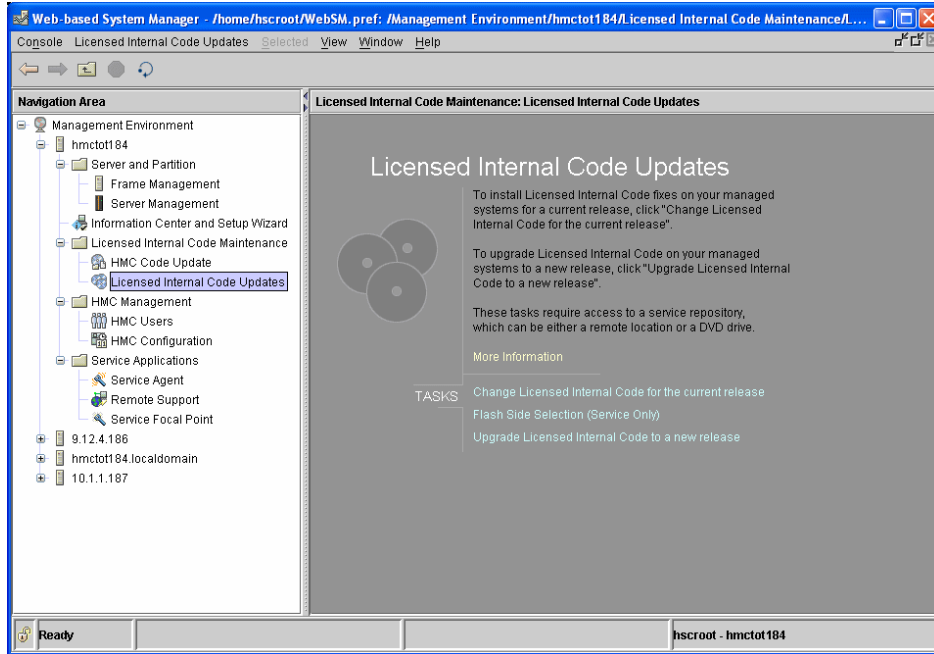 Web-based System Manager - /home/hscroot/WebSM.pref: /Management Environment/hmctot184/Licensed Internal Code Maintenance/L...
Console Licensed Internal Code Updates Selected View Window Help
Navigation Area
Licensed Internal Code Maintenance: Licensed Internal Code Updates
Management Environment
hmctot184
Server and Partition
Frame Management
Server Management
Information Center and Setup Wizard
Licensed Internal Code Maintenance
HMC Code Update
Licensed Internal Code Updates
HMC Management
HMC Users
HMC Configuration
Service Applications
Service Agent
Remote Support
Service Focal Point
9.12.4.186
hmctot184.localdomain
10.1.1.187
Licensed Internal Code Updates
To install Licensed Internal Code fixes on your managed
systems for a current release, click "Change Licensed
Internal Code for the current release".
To upgrade Licensed Internal Code on your managed
systems to a new release, click "Upgrade Licensed Internal
Code to a new release".
These tasks require access to a service repository,
which can be either a remote location or a DVD drive.
More Information
TASKS
Change Licensed Internal Code for the current release
Flash Side Selection (Service Only)
Upgrade Licensed Internal Code to a new release
Ready
hscroot - hmctot184